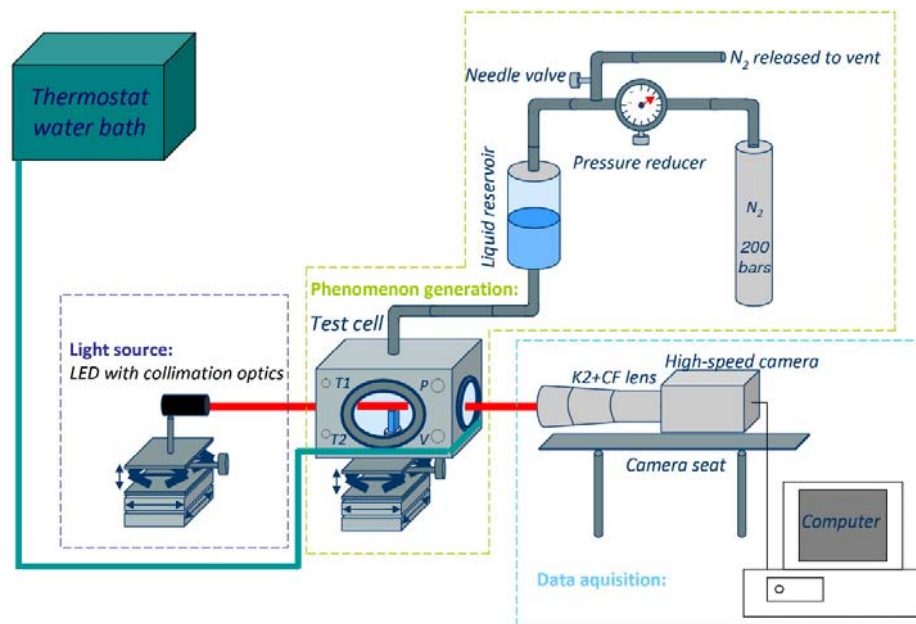 Thermostat
water bath
Needle valve
N2 released to vent
Pressure reducer
Liquid reservoir
N2
200
bars
Phenomenon generation:
Test cell
Light source:
LED with collimation optics
T1
P
T2
V
High-speed camera
K2+CF lens
Camera seat
Computer
Data aquisition: